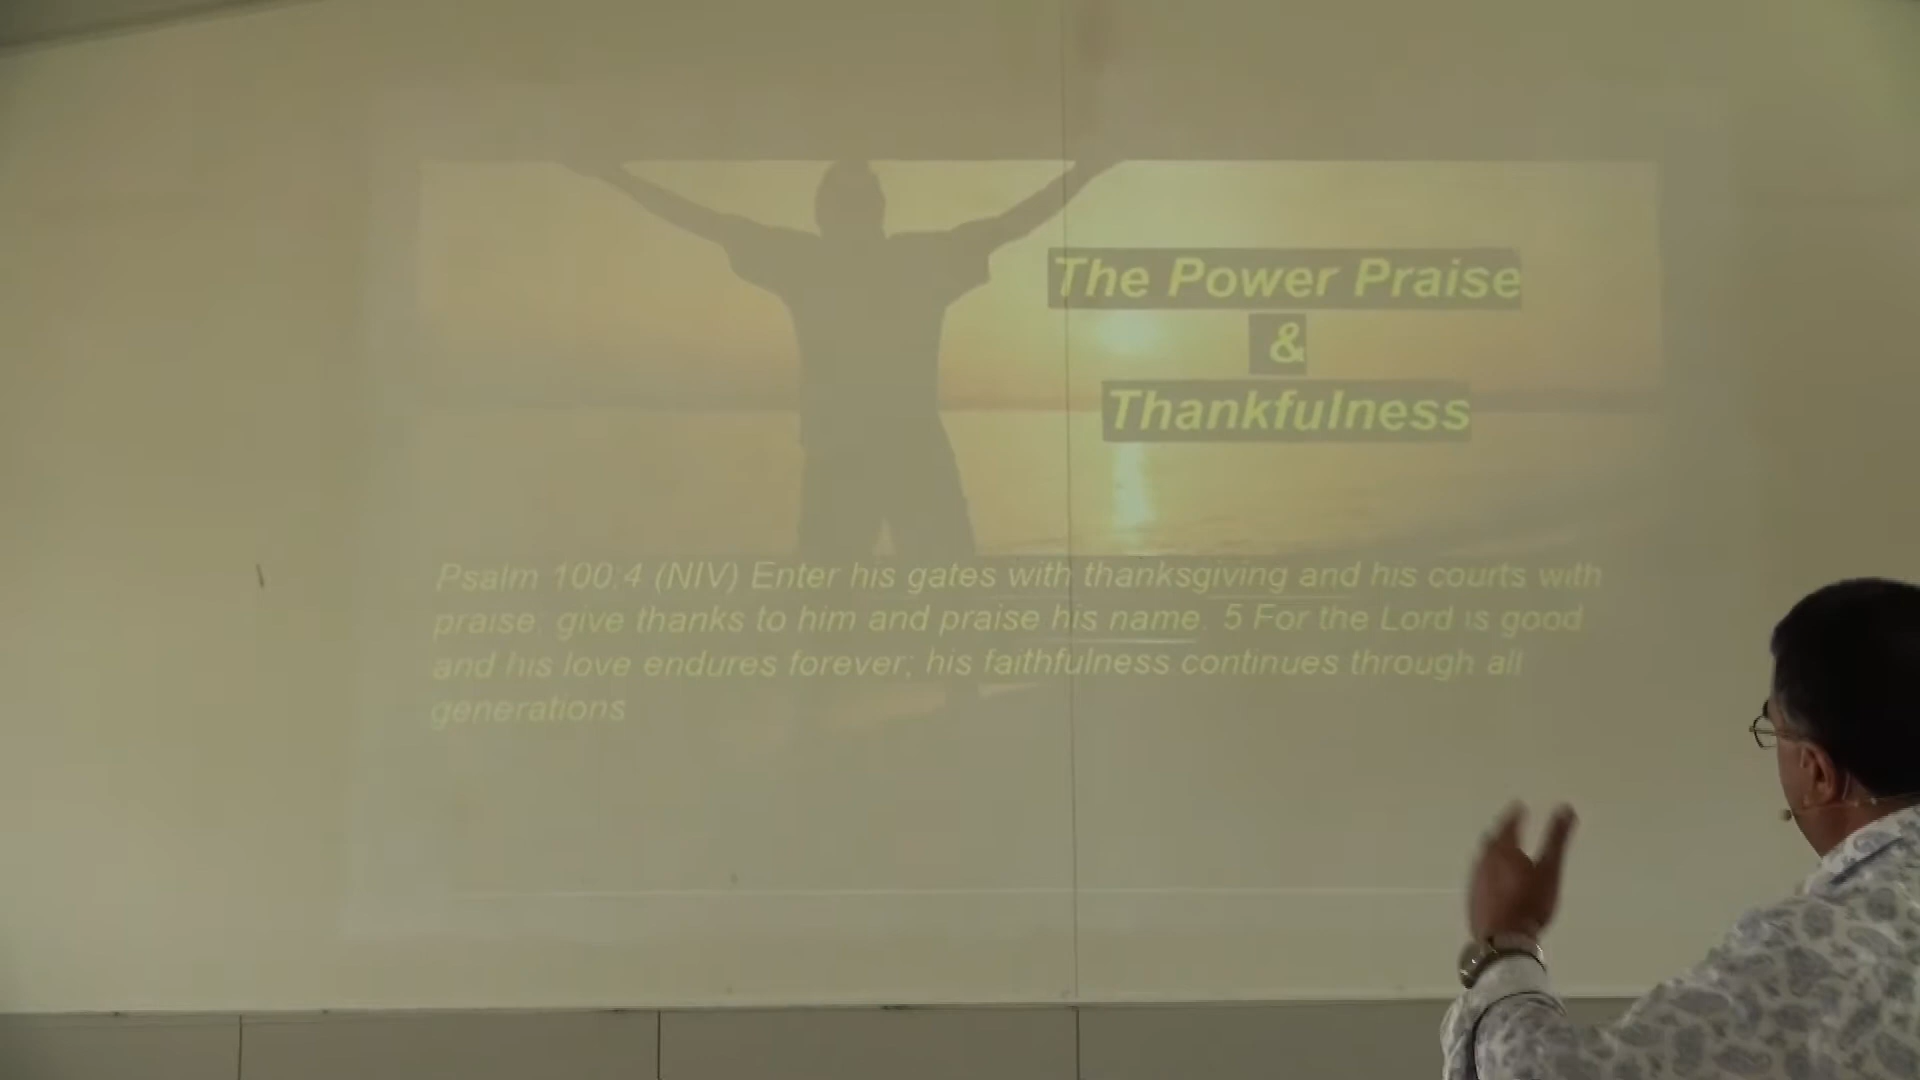 The Power Praise
&
Thankfulness
Psalm 100:4 (NIV) Enter his gates with thanksgiving and his courts with
praise; give thanks to him and praise his name. 5 For the Lord is good
and his love endures forever; his faithfulness continues through all
generations